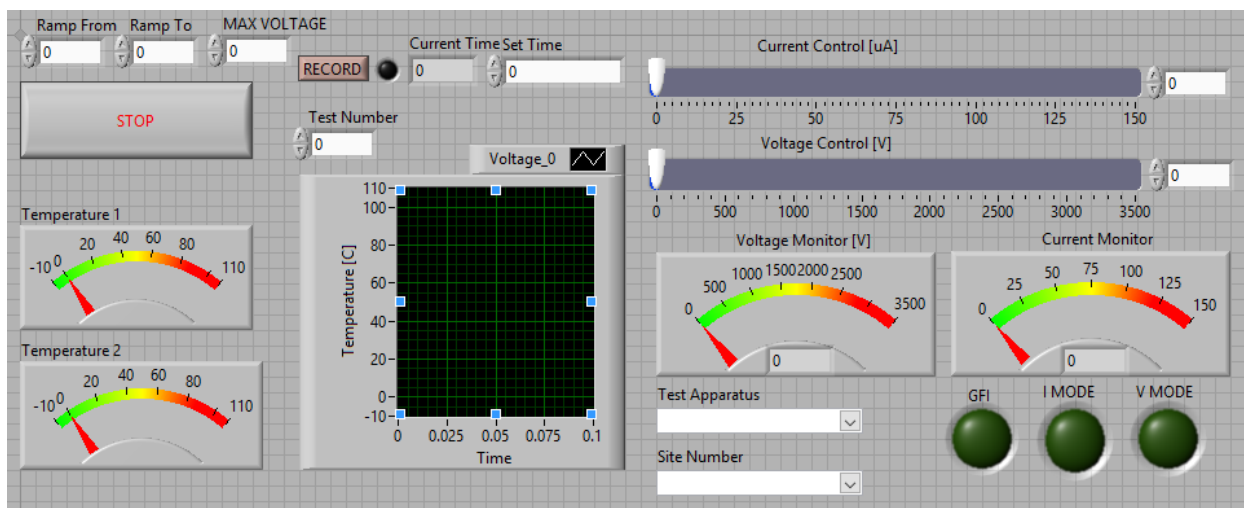 Ramp From Ramp To MAX VOLTAGE
0 0 0
RECORD
Current Time Set Time
0 0
STOP
Test Number
0
Voltage_0
110
100
80
60
40
20
0
-10
Temperature [C]
0 0.025 0.05 0.075 0.1
Time
Temperature 1
-10 0 20 40 60 80 110
Temperature 2
-10 0 20 40 60 80 110
Current Control [uA]
0
0 25 50 75 100 125 150
Voltage Control [V]
0
0 500 1000 1500 2000 2500 3000 3500
Voltage Monitor [V]
0 500 1000 1500 2000 2500 3500
0
Current Monitor
0 25 50 75 100 125 150
0
Test Apparatus
Site Number
GFI I MODE V MODE